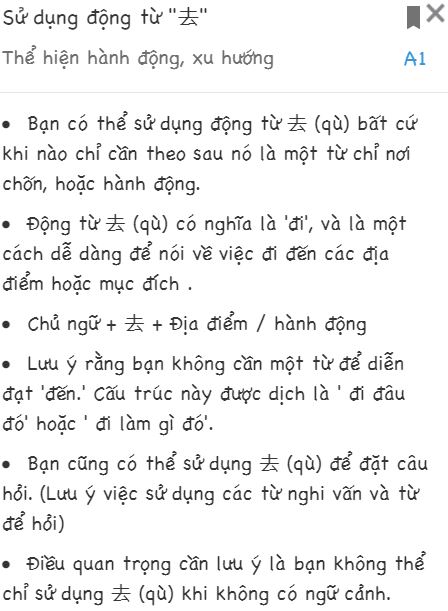 Sử dụng động từ "去"
Thể hiện hành động, xu hướng
A1
• Bạn có thể sử dụng động từ 去 (qù) bất cứ
khi nào chỉ cần theo sau nó là một từ chỉ nơi
chốn, hoặc hành động.
• Động từ 去 (qù) có nghĩa là 'đi', và là một
cách dễ dàng để nói về việc đi đến các địa
điểm hoặc mục đích .
• Chủ ngữ + 去 + Địa điểm / hành động
• Lưu ý rằng bạn không cần một từ để diễn
đạt 'đến.' Cấu trúc này được dịch là ' đi đâu
đó' hoặc ' đi làm gì đó'.
• Bạn cũng có thể sử dụng 去 (qù) để đặt câu
hỏi. (Lưu ý việc sử dụng các từ nghi vấn và từ
để hỏi)
• Điều quan trọng cần lưu ý là bạn không thể
chỉ sử dụng 去 (qù) khi không có ngữ cảnh.